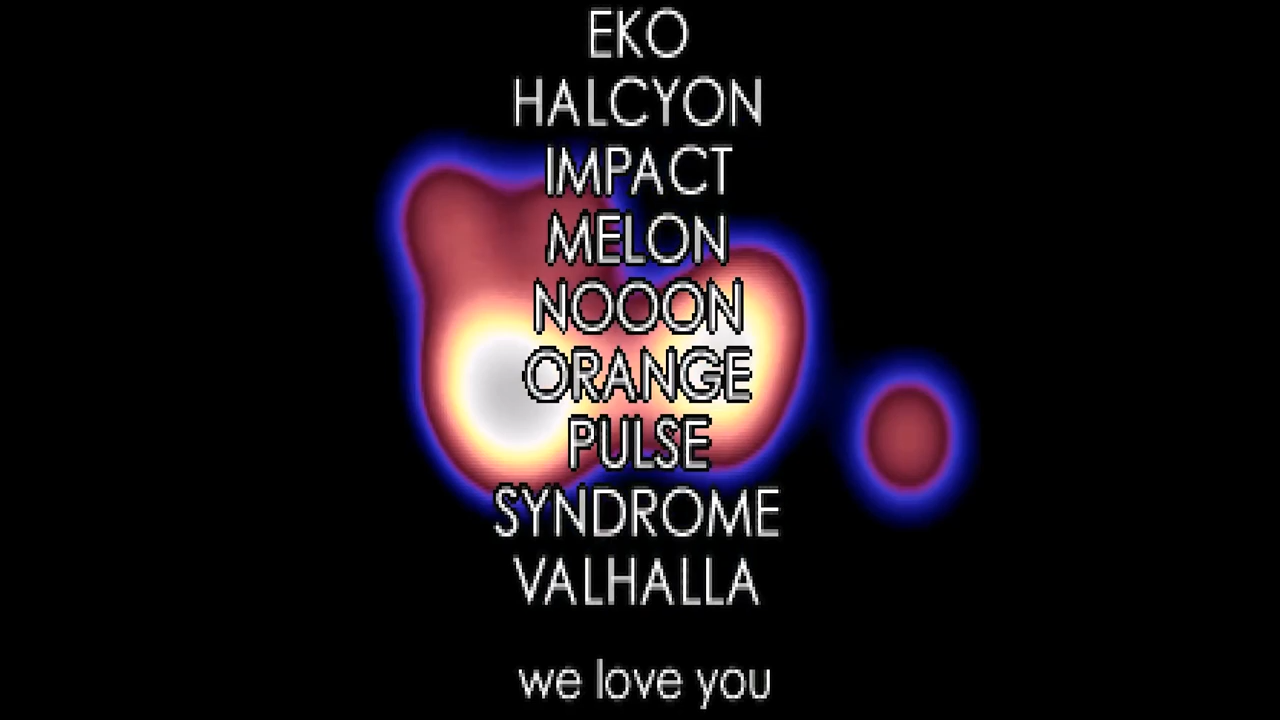 EKO
HALCYON
IMPACT
MELON
NOOON
ORANGE
PULSE
SYNDROME
VALHALLA
we love you